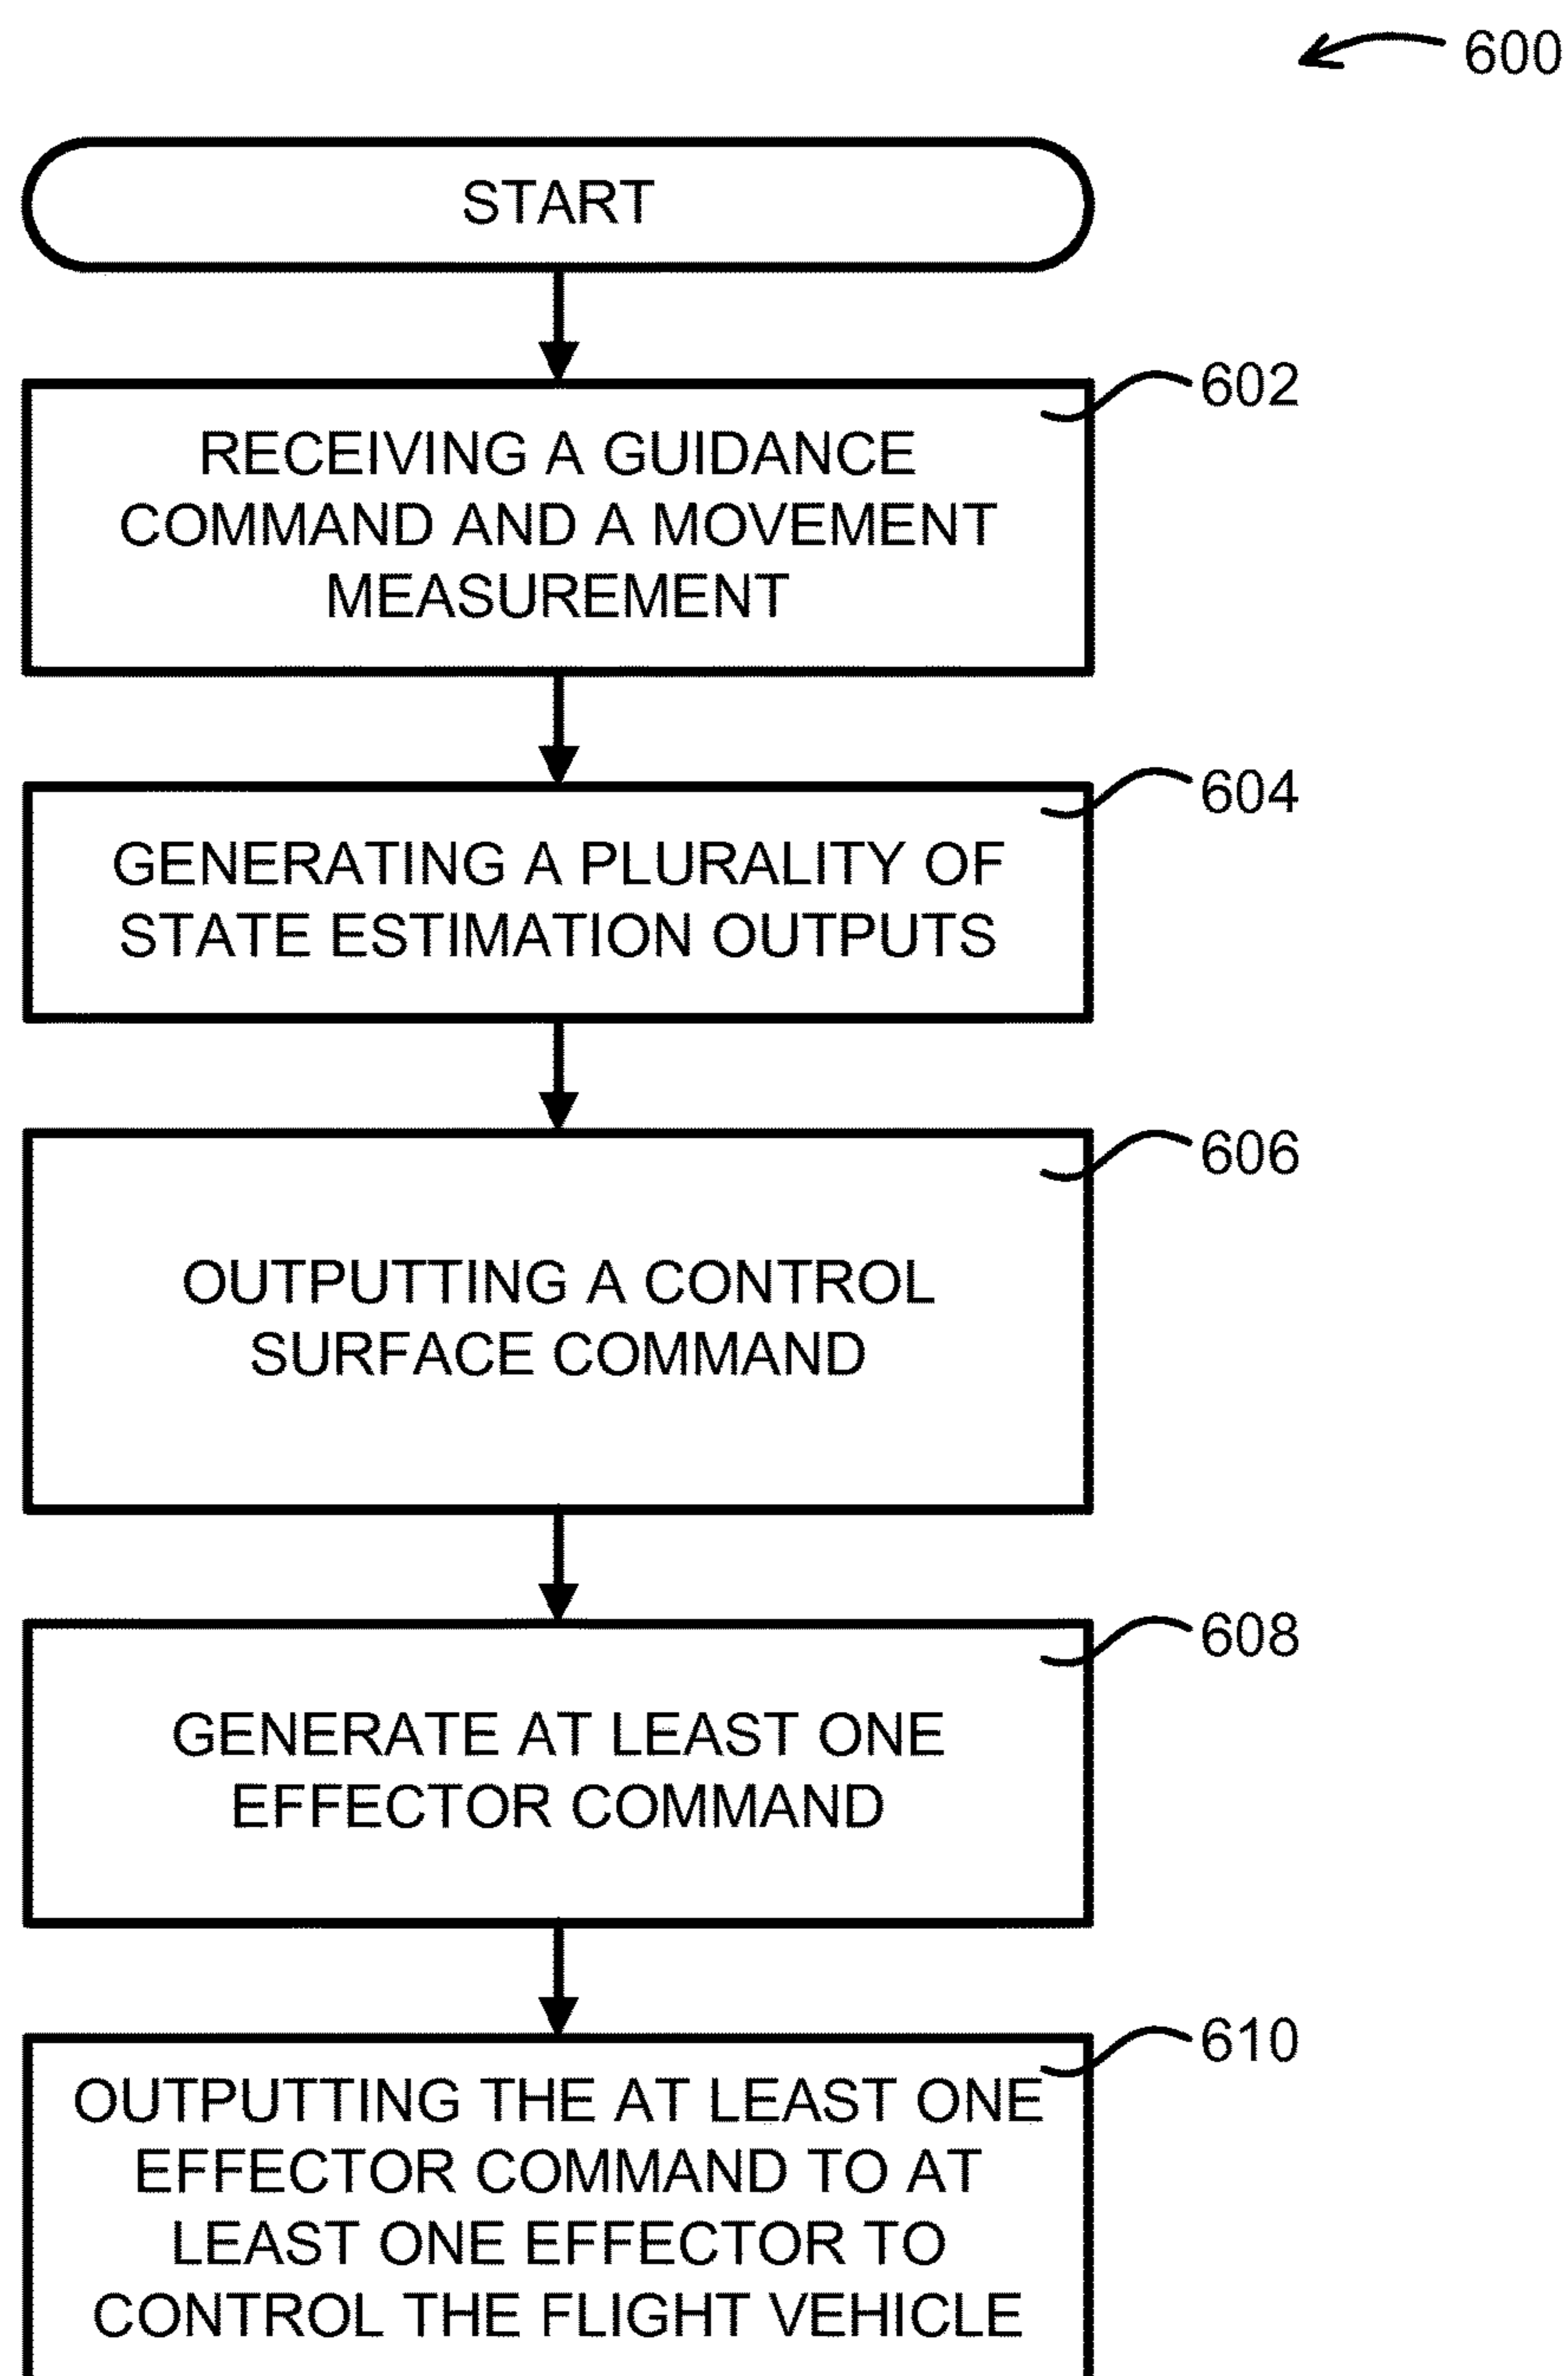 600
START
602
RECEIVING A GUIDANCE
COMMAND AND A MOVEMENT
MEASUREMENT
604
GENERATING A PLURALITY OF
STATE ESTIMATION OUTPUTS
606
OUTPUTTING A CONTROL
SURFACE COMMAND
608
GENERATE AT LEAST ONE
EFFECTOR COMMAND
610
OUTPUTTING THE AT LEAST ONE
EFFECTOR COMMAND TO AT
LEAST ONE EFFECTOR TO
CONTROL THE FLIGHT VEHICLE